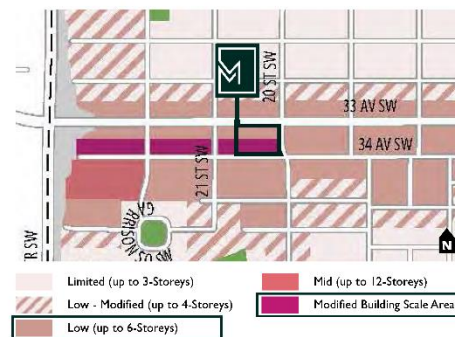 20 ST SW
33 AV SW
34 AV SW
21 ST SW
N
Limited (up to 3-Storeys)
Mid (up to 12-Storeys)
Low - Modified (up to 4-Storeys)
Modified Building Scale Area
Low (up to 6-Storeys)